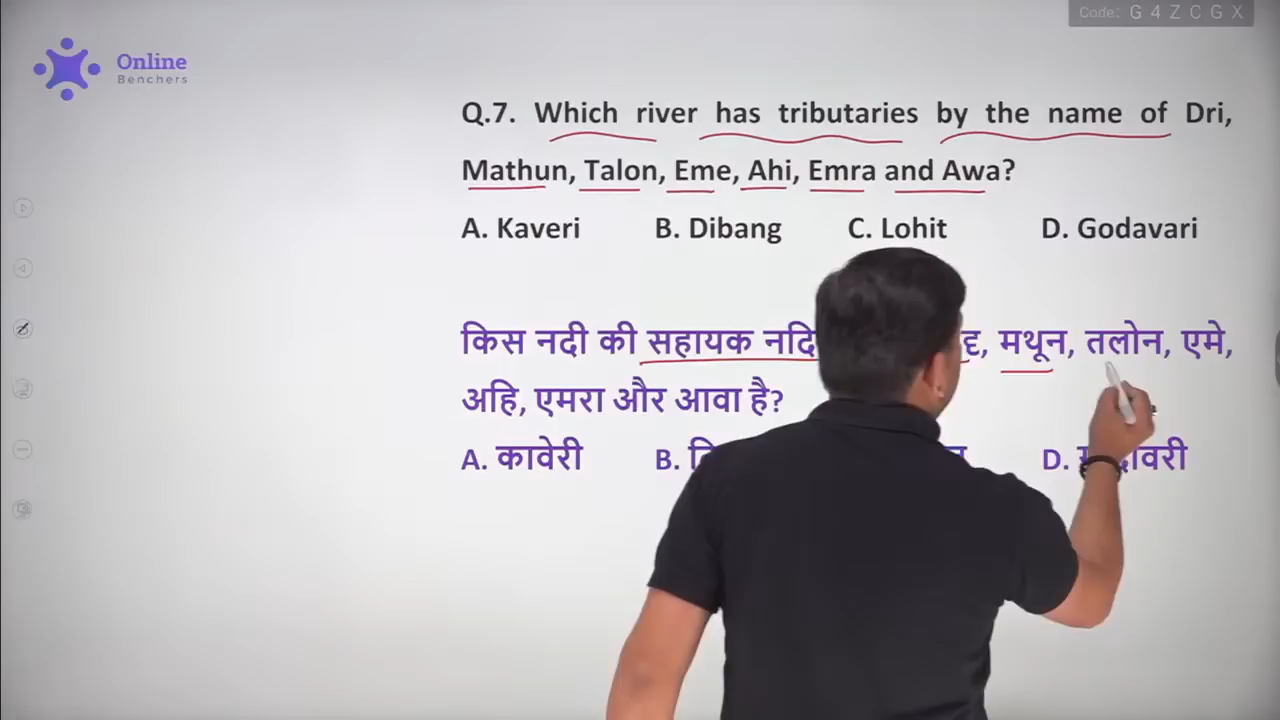 Code: G 4 Z C G X
Online
Benchers
Q.7. Which river has tributaries by the name of Dri,
Mathun, Talon, Eme, Ahi, Emra and Awa?
A. Kaveri B. Dibang C. Lohit D. Godavari
किस नदी की सहायक मथून, तलोन, एमे,
अहि, एमरा और आवा है?
A. कावेरी B. D.